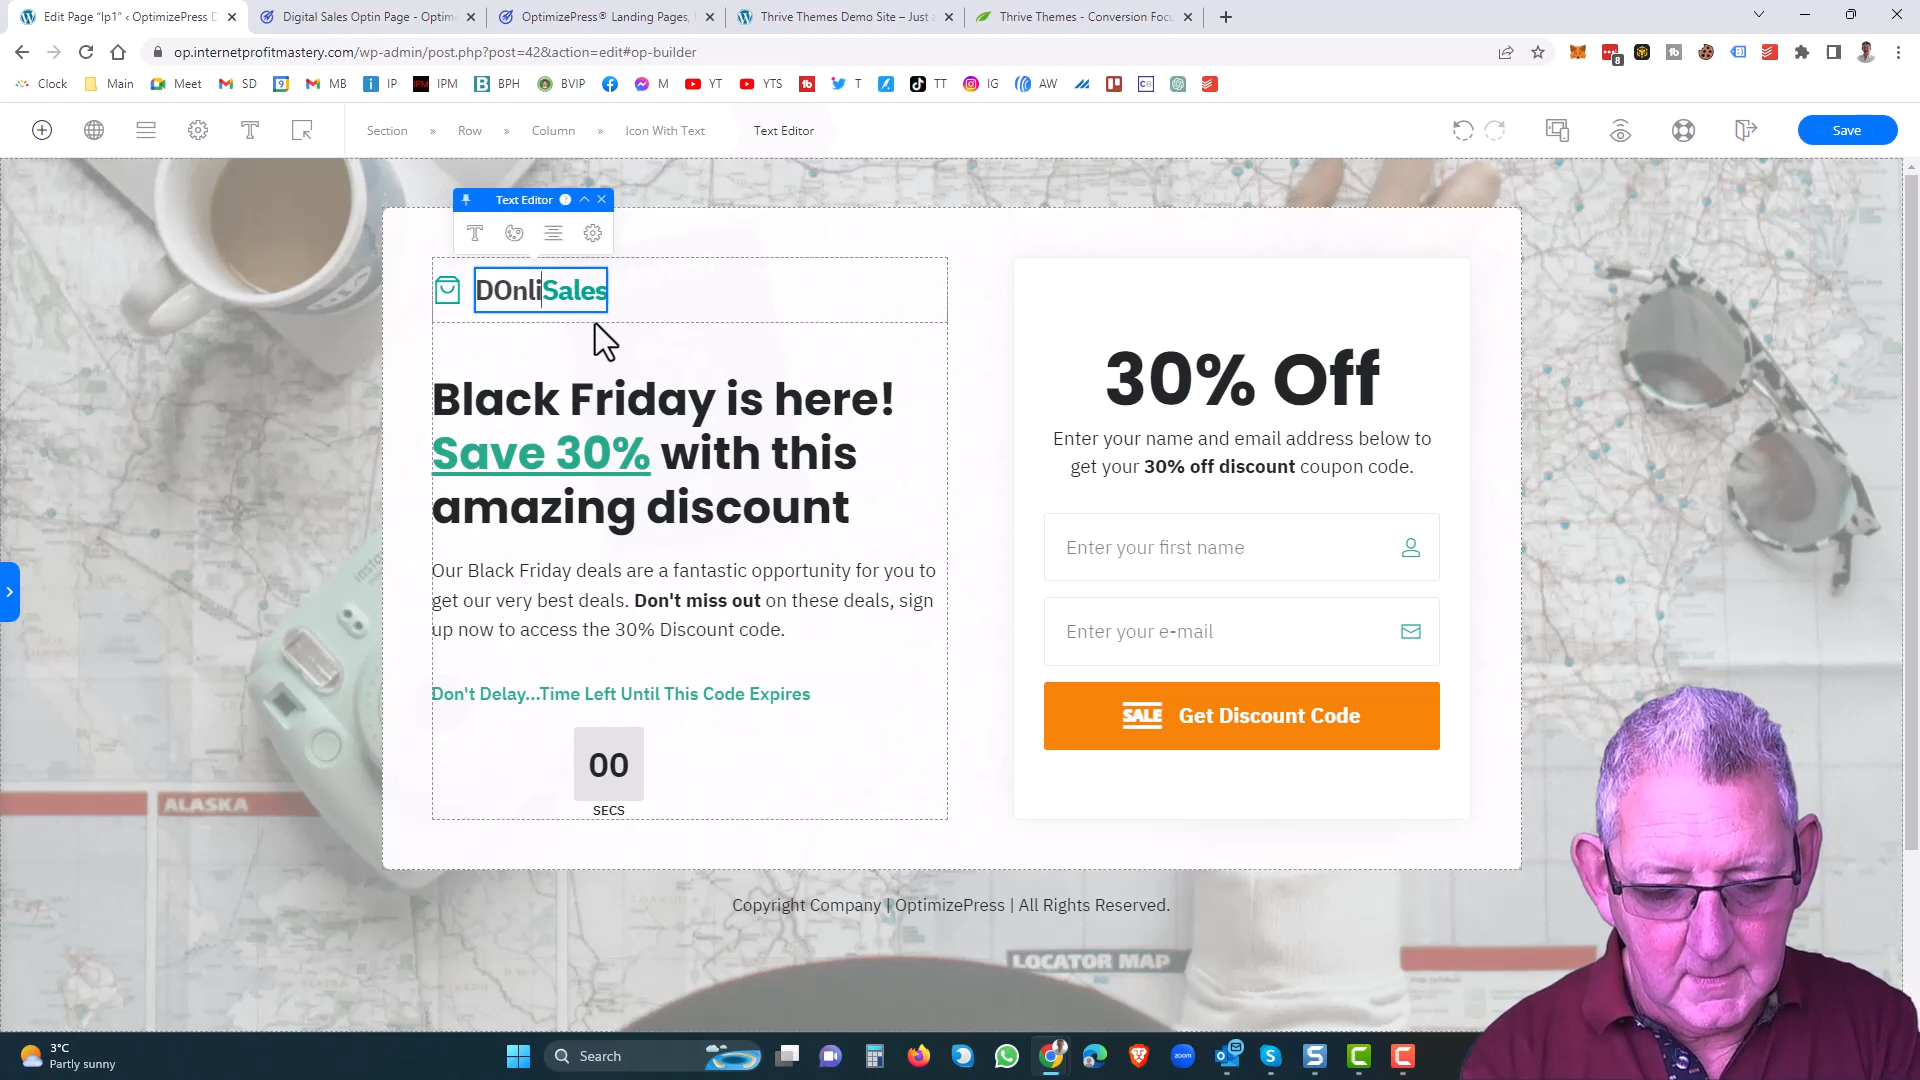 Edit Page "lp1" ‹ OptimizePress D
Digital Sales Optin Page - Optimi
OptimizePress® Landing Pages,
Thrive Themes Demo Site – Just a
Thrive Themes - Conversion Focu
op.internetprofitmastery.com/wp-admin/post.php?post=42&action=edit#op-builder
8
Clock
Main
Meet
SD
9
MB
IP
IPM
IPM
BPH
BVIP
M
YT
YTS
T
TT
IG
AW
CB
Section » Row » Column » Icon With Text Text Editor
Save
Text Editor
DOnliSales
Black Friday is here!
Save 30% with this
amazing discount
Our Black Friday deals are a fantastic opportunity for you to
get our very best deals. Don't miss out on these deals, sign
up now to access the 30% Discount code.
Don't Delay...Time Left Until This Code Expires
00
SECS
30% Off
Enter your name and email address below to
get your 30% off discount coupon code.
Enter your first name
Enter your e-mail
SALE Get Discount Code
Copyright Company | OptimizePress | All Rights Reserved.
ALASKA
LOCATOR MAP
3°C
Partly sunny
Search
zoom